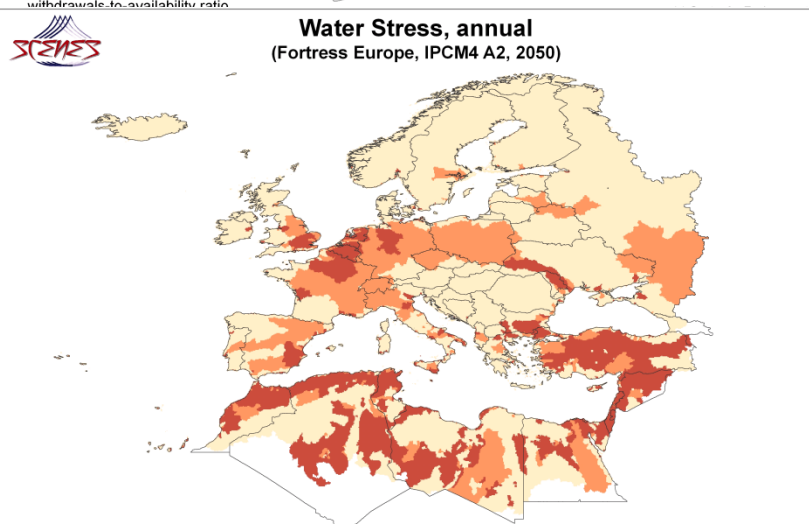 withdrawals-to-availability ratio
Water Stress, annual
SCENES
(Fortress Europe, IPCM4 A2, 2050)